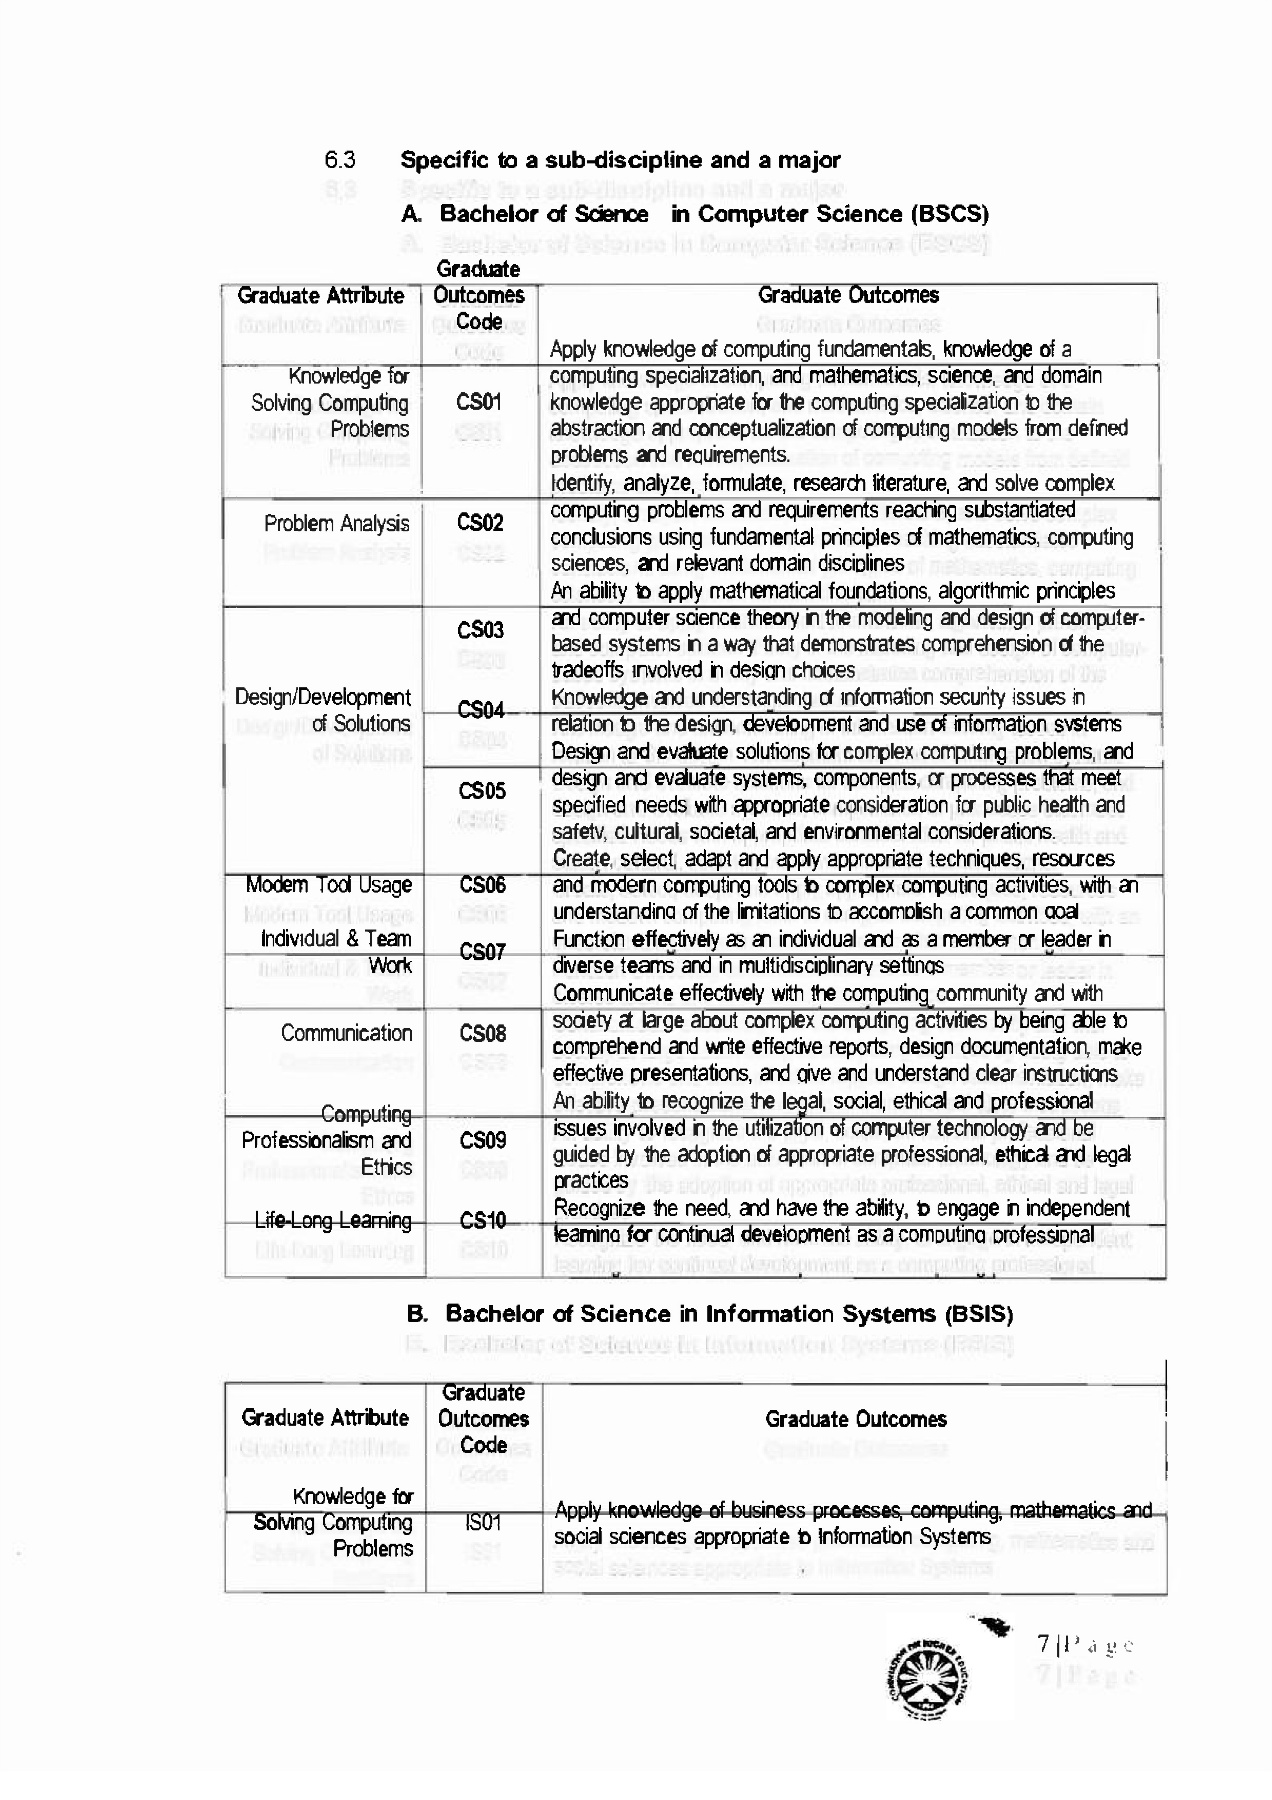 6.3 Specific to a sub-discipline and a major
A. Bachelor of Science in Computer Science (BSCS)
Graduate Attribute
Graduate
Outcomes
Code
Graduate Outcomes
Knowledge for
Solving Computing
Problems
CS01
Apply knowledge of computing fundamentals, knowledge of a
computing specialization, and mathematics, science, and domain
knowledge appropriate for the computing specialization to the
abstraction and conceptualization of computing models from defined
problems and requirements.
Problem Analysis
CS02
Identify, analyze, formulate, research literature, and solve complex
computing problems and requirements reaching substantiated
conclusions using fundamental principles of mathematics, computing
sciences, and relevant domain disciplines
Design/Development
of Solutions
CS03
An ability to apply mathematical foundations, algorithmic principles
and computer science theory in the modeling and design of computer-
based systems in a way that demonstrates comprehension of the
tradeoffs involved in design choices
CS04
Knowledge and understanding of information security issues in
relation to the design, development and use of information systems
CS05
Design and evaluate solutions for complex computing problems, and
design and evaluate systems, components, or processes that meet
specified needs with appropriate consideration for public health and
safety, cultural, societal, and environmental considerations.
Modern Tool Usage
CS06
Create, select, adapt and apply appropriate techniques, resources
and modern computing tools to complex computing activities, with an
understanding of the limitations to accomplish a common goal
Individual & Team
Work
CS07
Function effectively as an individual and as a member or leader in
diverse teams and in multidisciplinary settings
Communication
CS08
Communicate effectively with the computing community and with
society at large about complex computing activities by being able to
comprehend and write effective reports, design documentation, make
effective presentations, and give and understand clear instructions
Computing
Professionalism and
Ethics
CS09
An ability to recognize the legal, social, ethical and professional
issues involved in the utilization of computer technology and be
guided by the adoption of appropriate professional, ethical and legal
practices
Life-Long Learning
CS10
Recognize the need, and have the ability, to engage in independent
learning for continual development as a computing professional
B. Bachelor of Science in Information Systems (BSIS)
Graduate Attribute
Graduate
Outcomes
Code
Graduate Outcomes
Knowledge for
Solving Computing
Problems
IS01
Apply knowledge of business processes, computing, mathematics and
social sciences appropriate to Information Systems
7 | P a g e